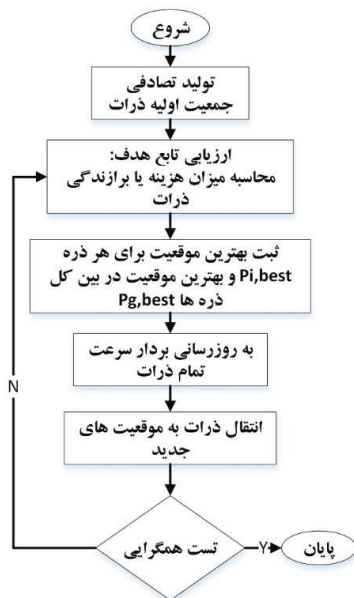 شروع
تولید تصادفی
جمعیت اولیه ذرات
ارزیابی تابع هدف:
محاسبه میزان هزینه یا برازندگی
ذرات
ثبت بهترین موقعیت برای هر ذره
Pi,best و بهترین موقعیت در بین کل
ذره ها Pg,best
به روزرسانی بردار سرعت
تمام ذرات
انتقال ذرات به موقعیت های
جدید
N
تست همگرایی
Y
پایان